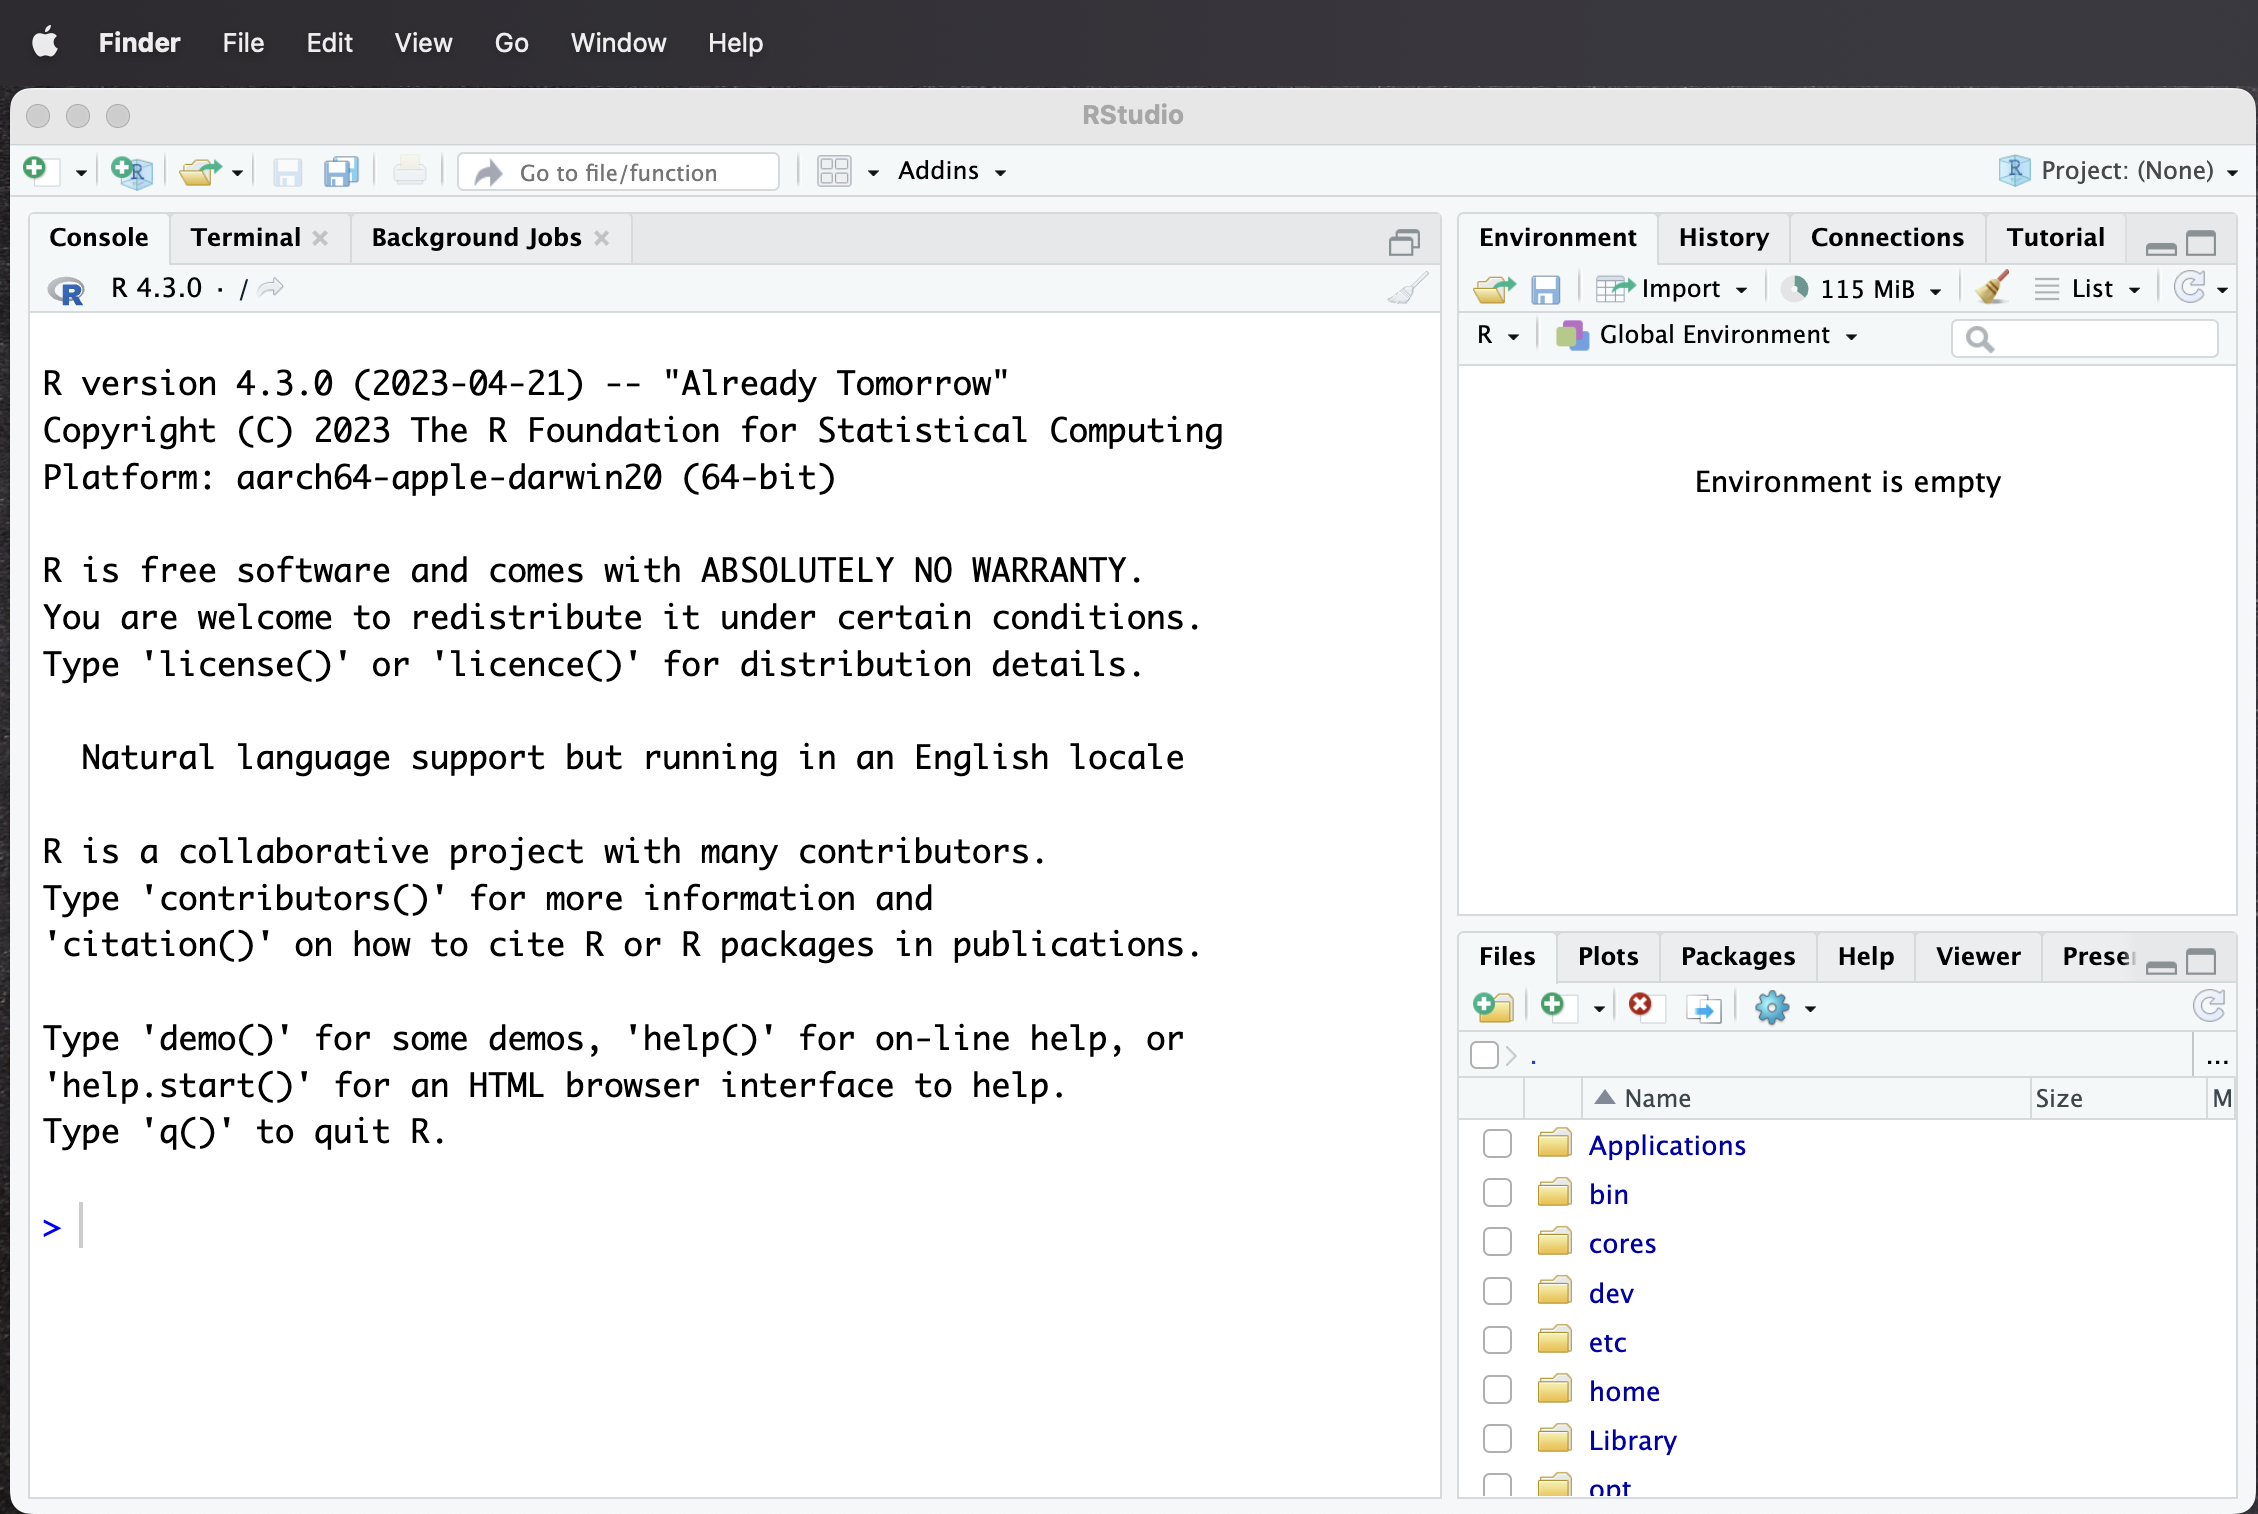 Finder File Edit View Go Window Help
RStudio
Go to file/function Addins Project: (None)
Console Terminal Background Jobs
R 4.3.0 · /
R version 4.3.0 (2023-04-21) -- "Already Tomorrow"
Copyright (C) 2023 The R Foundation for Statistical Computing
Platform: aarch64-apple-darwin20 (64-bit)
R is free software and comes with ABSOLUTELY NO WARRANTY.
You are welcome to redistribute it under certain conditions.
Type 'license()' or 'licence()' for distribution details.
Natural language support but running in an English locale
R is a collaborative project with many contributors.
Type 'contributors()' for more information and
'citation()' on how to cite R or R packages in publications.
Type 'demo()' for some demos, 'help()' for on-line help, or
'help.start()' for an HTML browser interface to help.
Type 'q()' to quit R.
>
Environment History Connections Tutorial
Import 115 MiB List
R Global Environment
Environment is empty
Files Plots Packages Help Viewer Prese
. ...
Name Size M
Applications
bin
cores
dev
etc
home
Library
opt